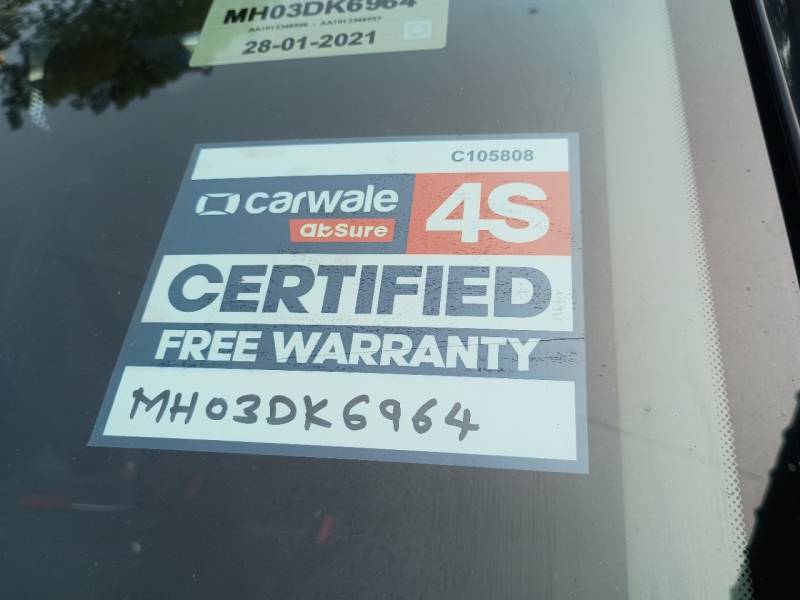 MH03DK6964
28-01-2021
C105808
carwale 4S
abSure
CERTIFIED
FREE WARRANTY
MH03DK6964